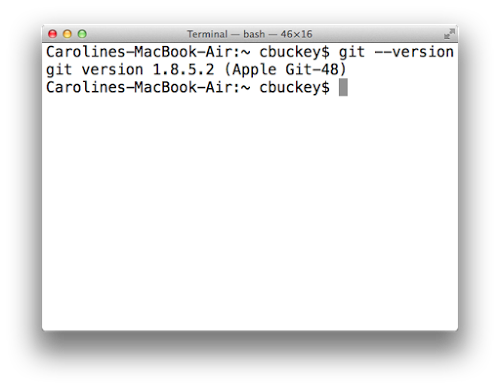 Terminal — bash — 46×16
Carolines-MacBook-Air:~ cbuckey$ git --version
git version 1.8.5.2 (Apple Git-48)
Carolines-MacBook-Air:~ cbuckey$